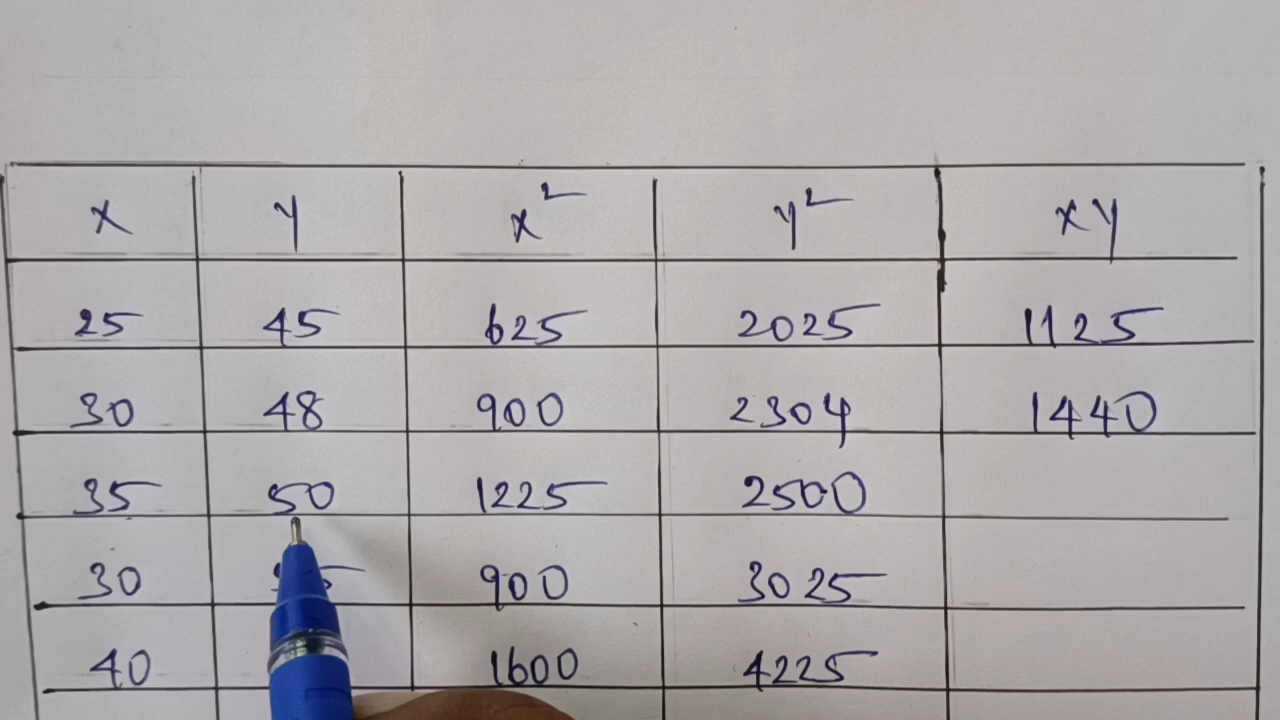 x y x² y² xy
25 45 625 2025 1125
30 48 900 2304 1440
35 50 1225 2500
30 900 3025
40 1600 4225